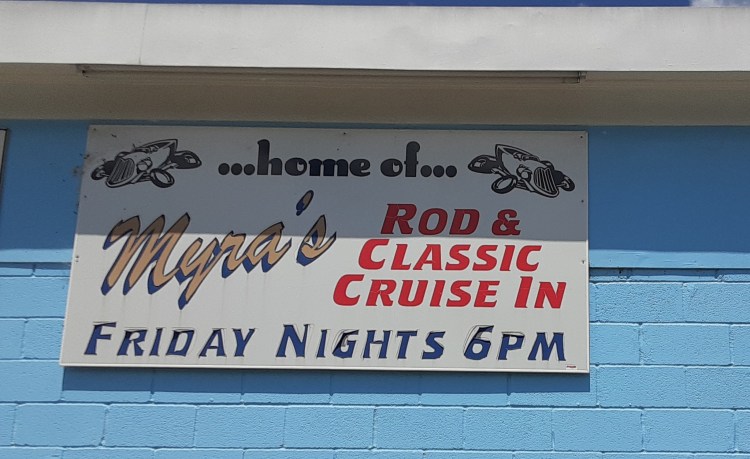 ...home of...
Myra's
ROD &
CLASSIC
CRUISE IN
FRIDAY NIGHTS 6PM